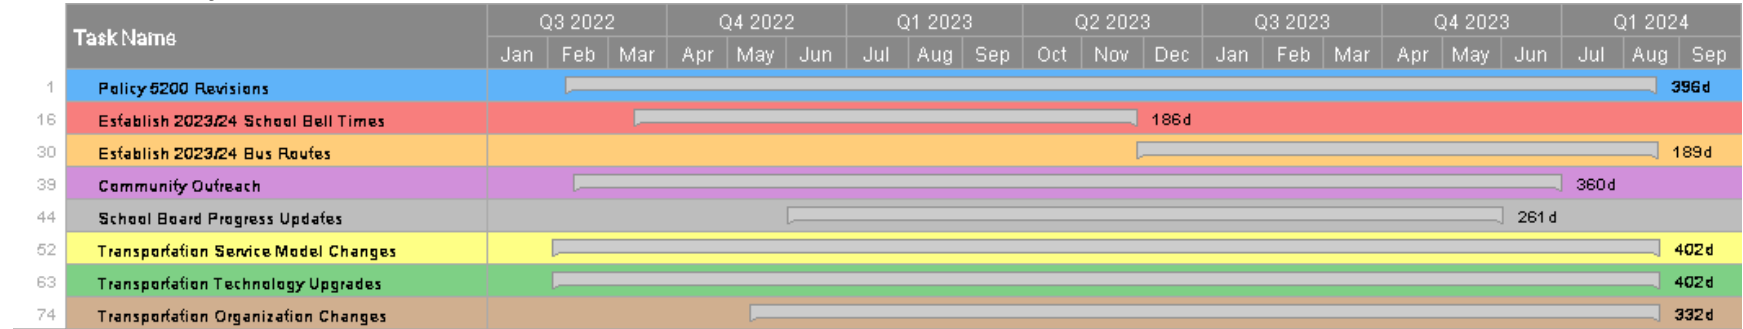 Task Name
Q3 2022 Q4 2022 Q1 2023 Q2 2023 Q3 2023 Q4 2023 Q1 2024
Jan Feb Mar Apr May Jun Jul Aug Sep Oct Nov Dec Jan Feb Mar Apr May Jun Jul Aug Sep
1 Policy 5200 Revisions 396d
16 Establish 2023/24 School Bell Times 186d
30 Establish 2023/24 Bus Routes 189d
39 Community Outreach 360d
44 School Board Progress Updates 261d
52 Transportation Service Model Changes 402d
63 Transportation Technology Upgrades 402d
74 Transportation Organization Changes 332d